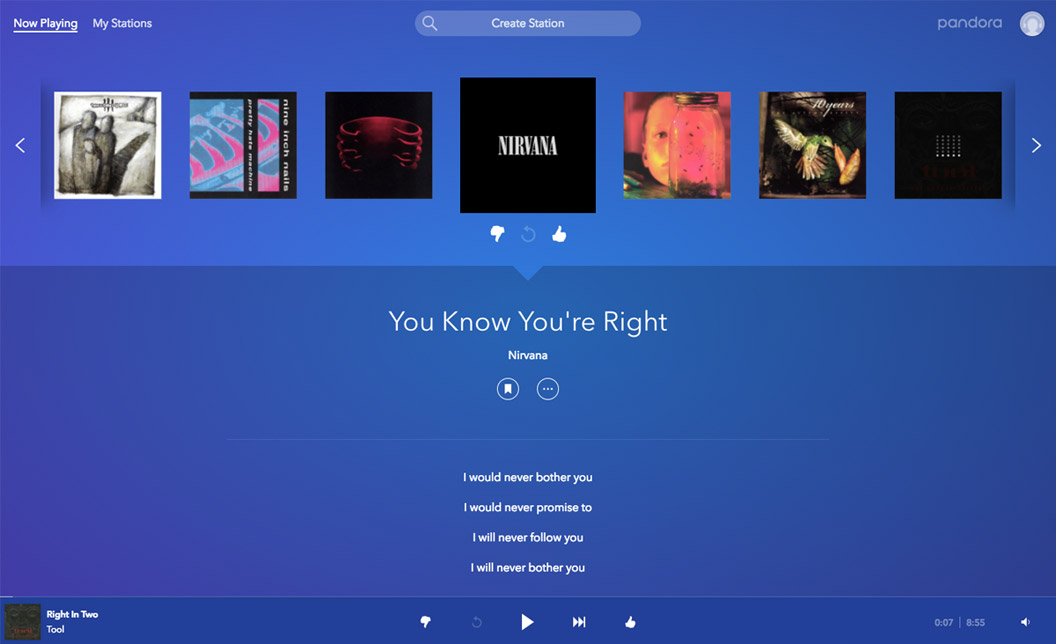 Now Playing
My Stations
Create Station
pandora
nine inch nails
pretty hate machine
NIRVANA
10 years
You Know You're Right
Nirvana
I would never bother you
I would never promise to
I will never follow you
I will never bother you
Right In Two
Tool
0:07 | 8:55